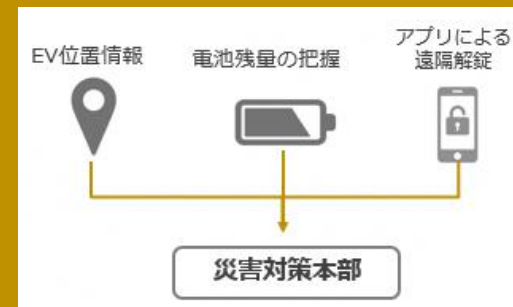 EV位置情報
電池残量の把握
アプリによる
遠隔解錠
災害対策本部